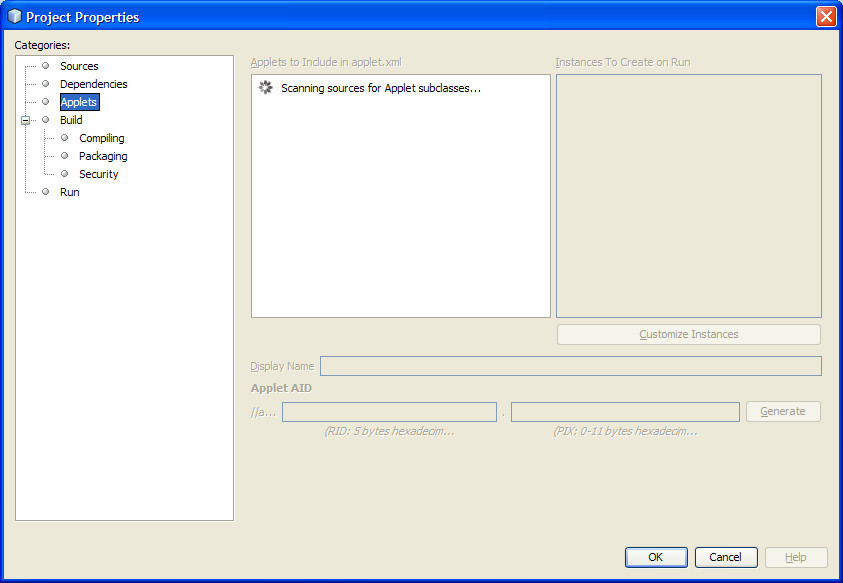 Project Properties
Categories:
Sources
Dependencies
Applets
Build
Compiling
Packaging
Security
Run
Applets to Include in applet.xml
Instances To Create on Run
Scanning sources for Applet subclasses...
Customize Instances
Display Name
Applet AID
//a... . Generate
(RID: 5 bytes hexadecim... (PIX: 0-11 bytes hexadecim...
OK Cancel Help